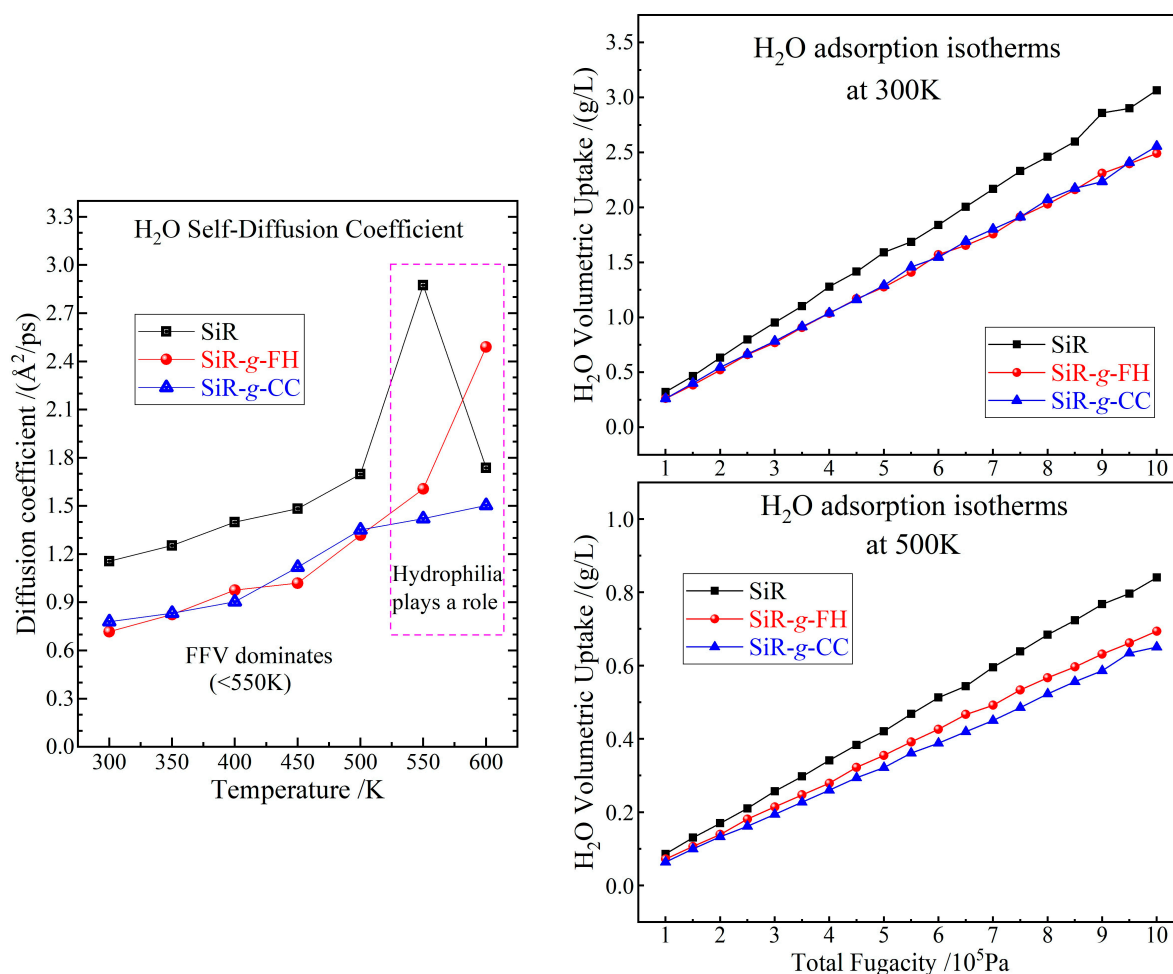 H₂O Self-Diffusion Coefficient
SiR
SiR-g-FH
SiR-g-CC
Hydrophilia
plays a role
FFV dominates
(<550K)
Diffusion coefficient /(Å²/ps)
3.3
3.0
2.7
2.4
2.1
1.8
1.5
1.2
0.9
0.6
0.3
0.0
300 350 400 450 500 550 600
Temperature /K
H₂O adsorption isotherms
at 300K
H₂O Volumetric Uptake /(g/L)
3.5
3.0
2.5
2.0
1.5
1.0
0.5
0.0
SiR
SiR-g-FH
SiR-g-CC
1 2 3 4 5 6 7 8 9 10
H₂O adsorption isotherms
at 500K
SiR
SiR-g-FH
SiR-g-CC
H₂O Volumetric Uptake /(g/L)
1.0
0.8
0.6
0.4
0.2
0.0
1 2 3 4 5 6 7 8 9 10
Total Fugacity /10⁵Pa